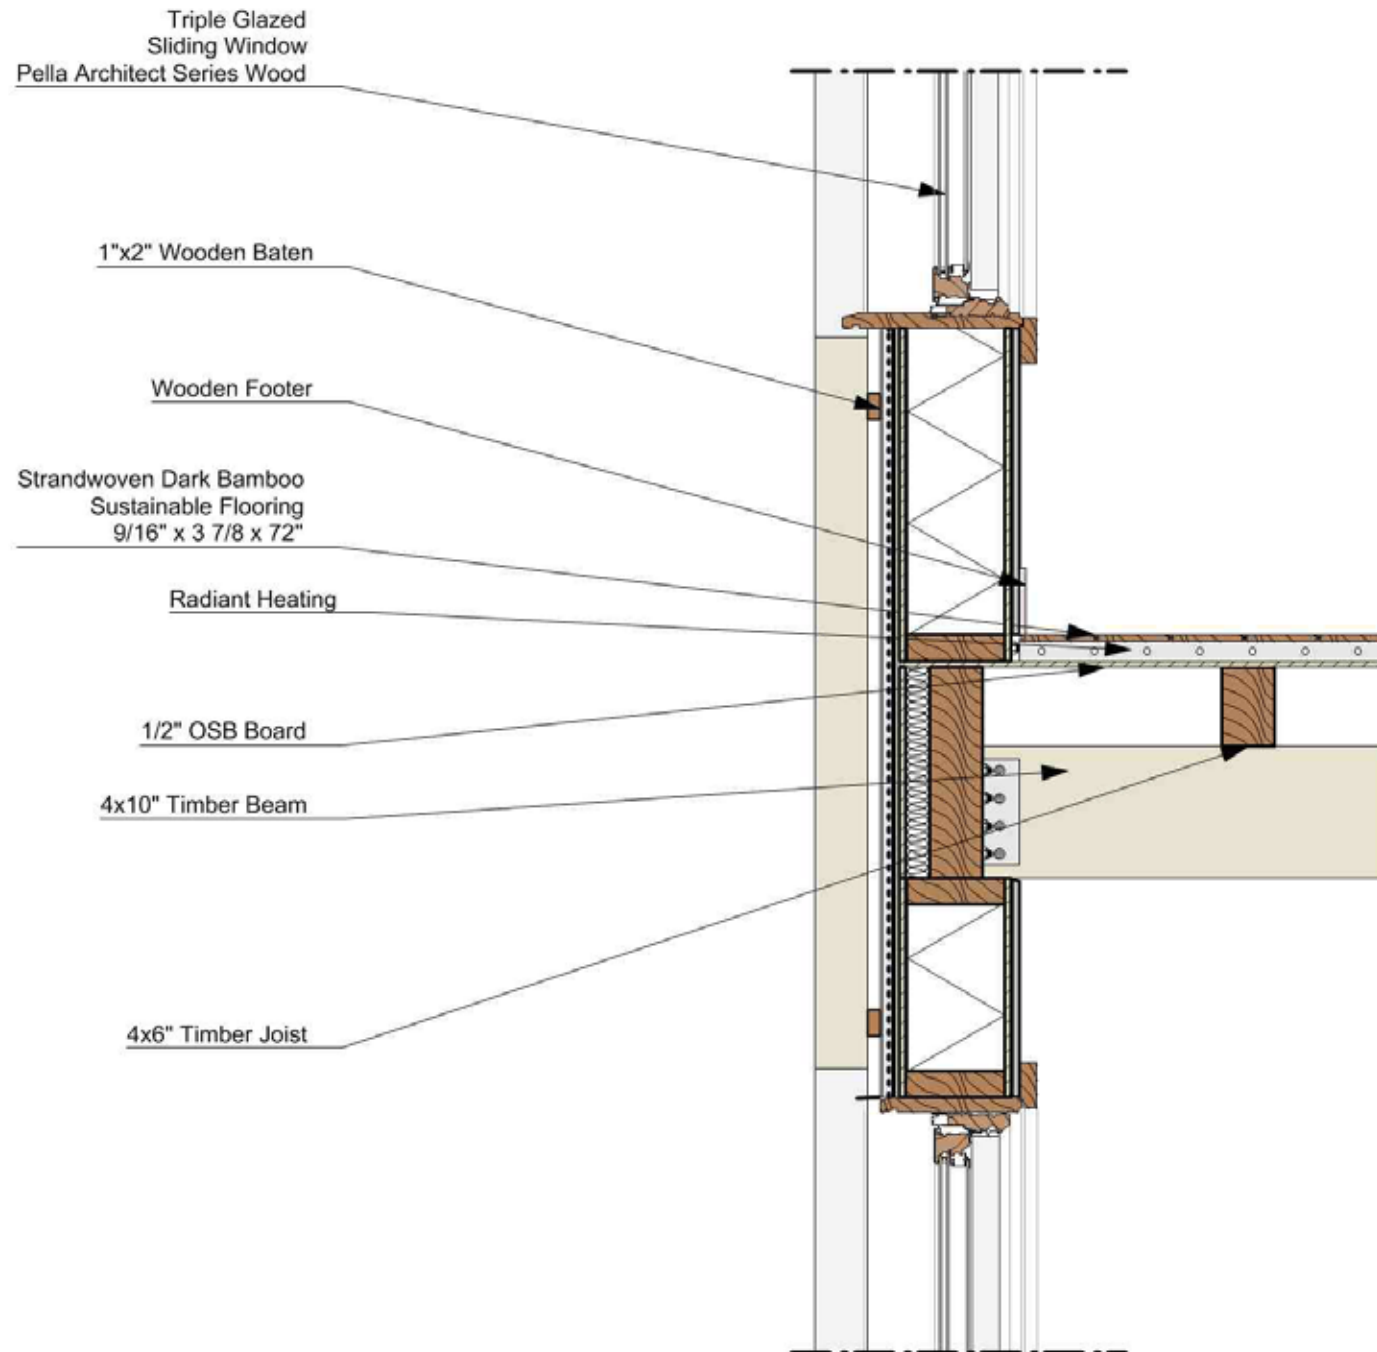 Triple Glazed
Sliding Window
Pella Architect Series Wood
1"x2" Wooden Baten
Wooden Footer
Strandwoven Dark Bamboo
Sustainable Flooring
9/16" x 3 7/8 x 72"
Radiant Heating
1/2" OSB Board
4x10" Timber Beam
4x6" Timber Joist